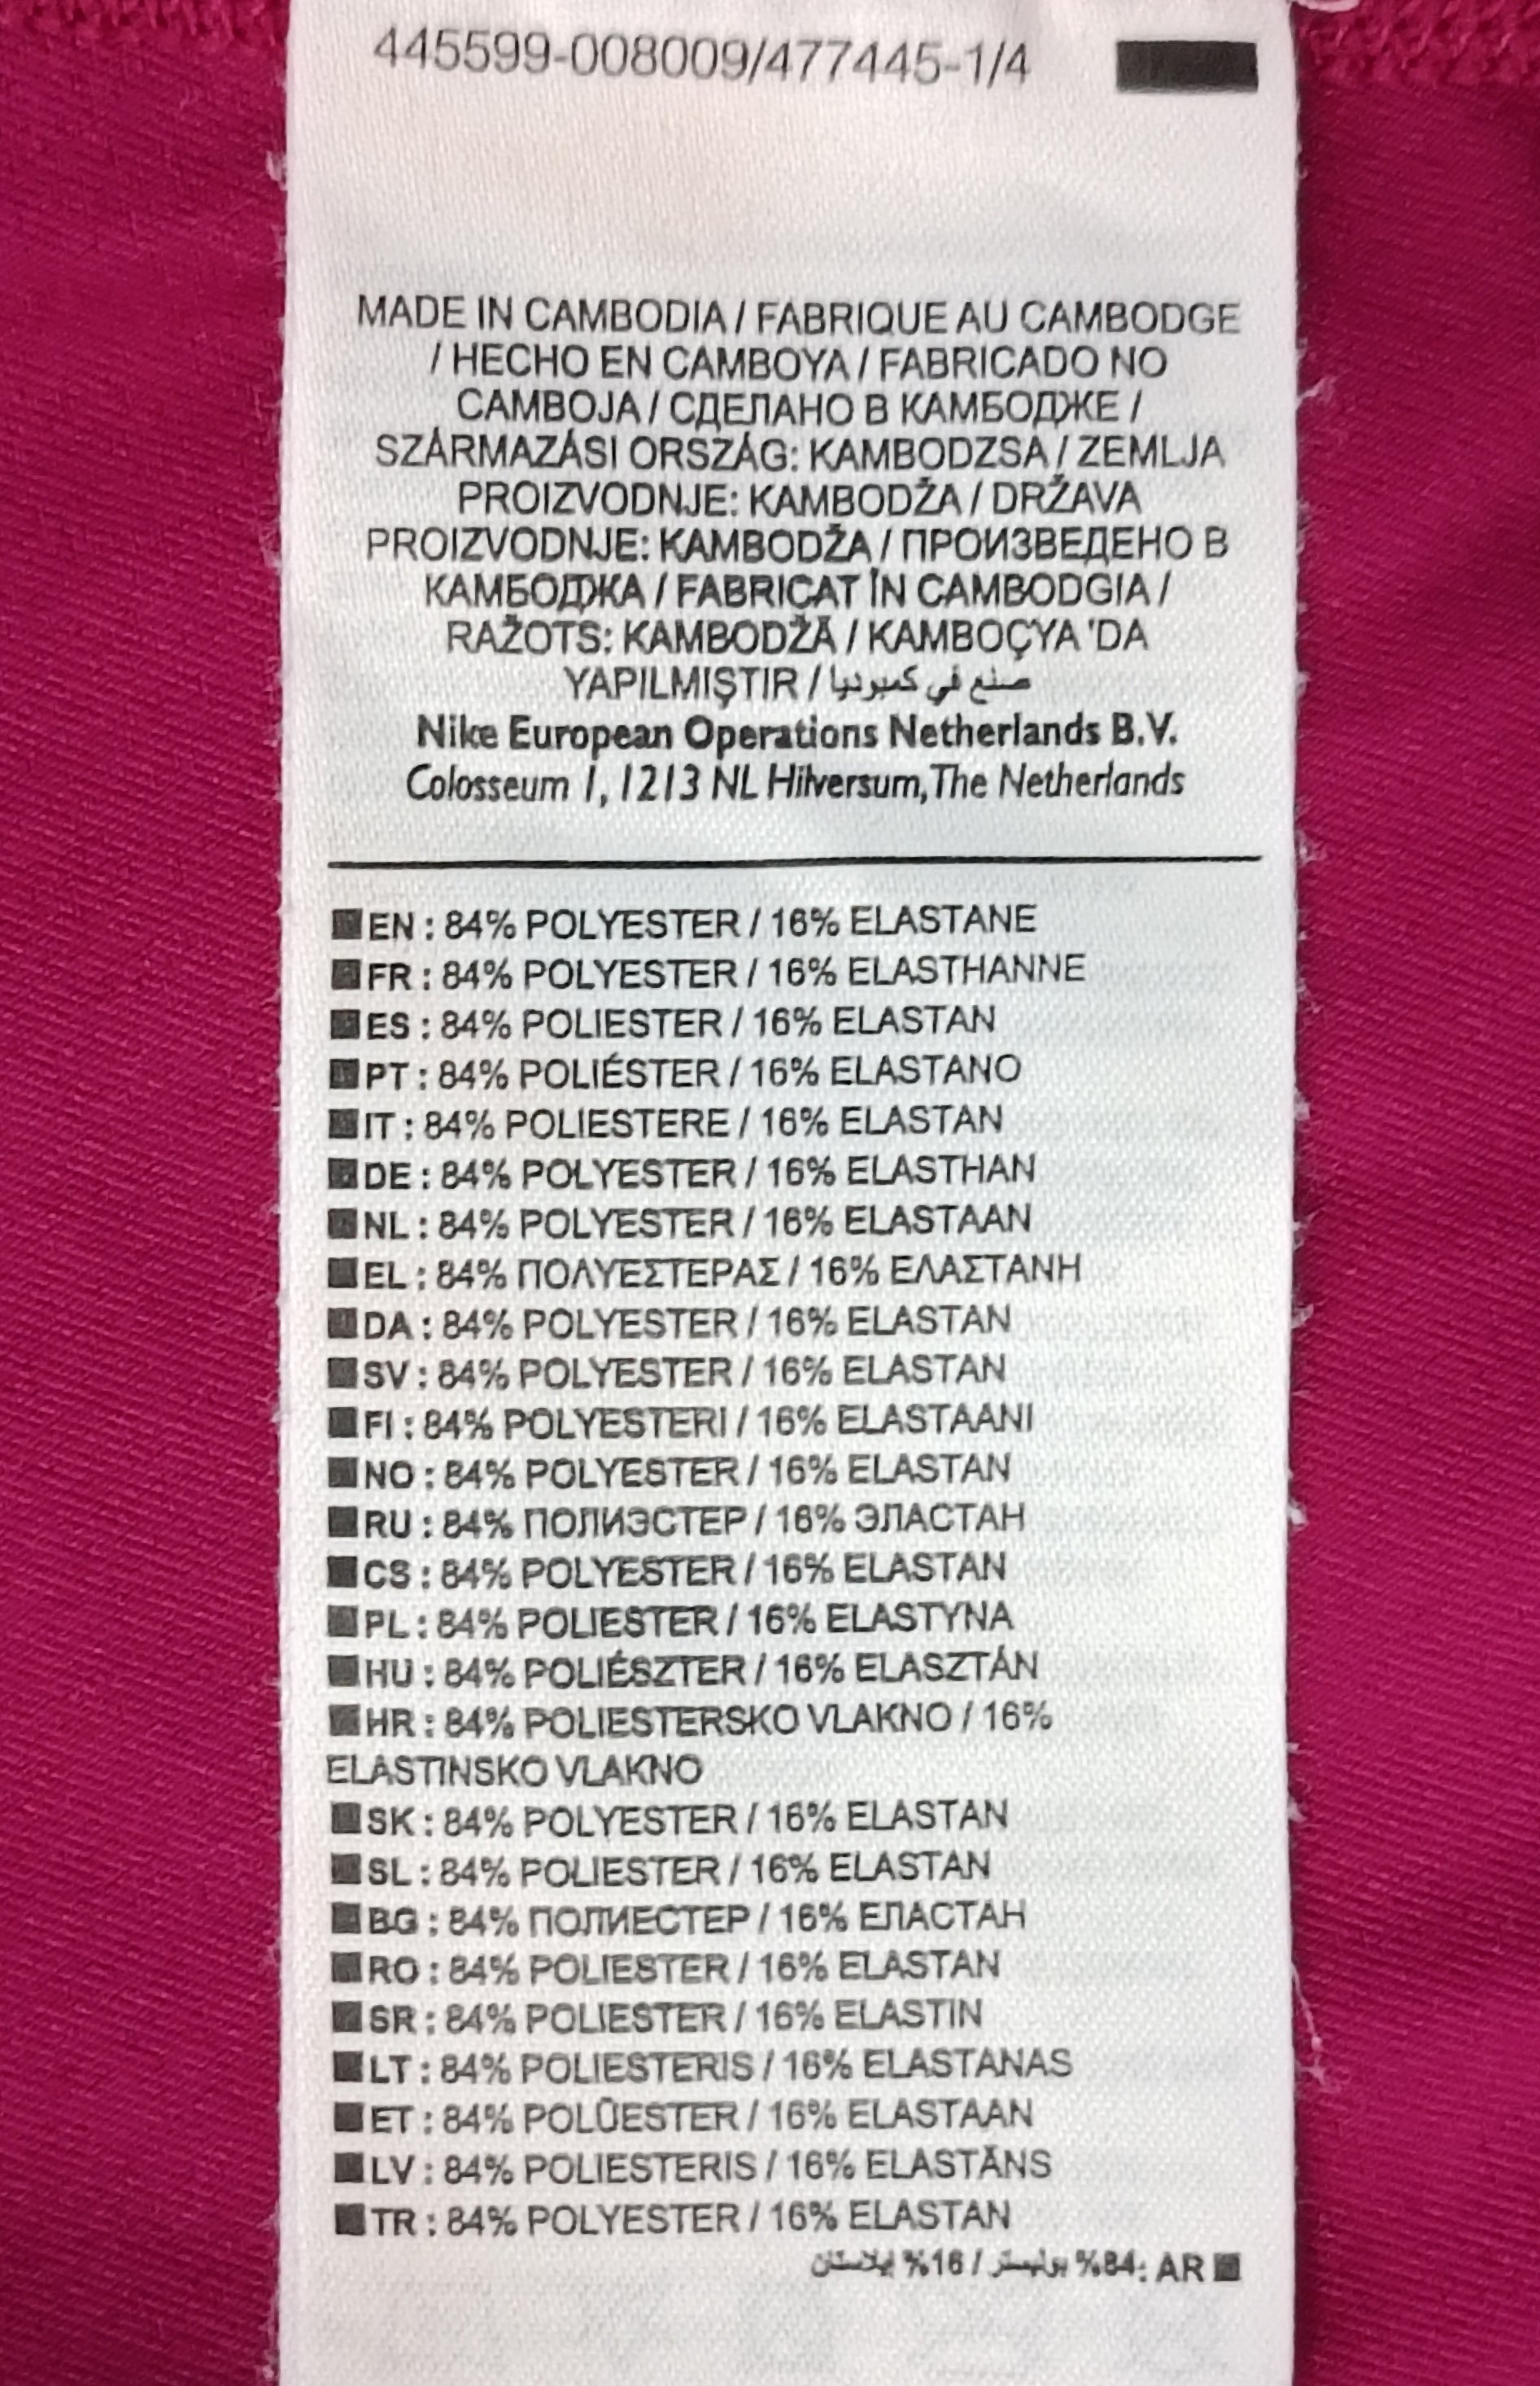 445599-008009/477445-1/4
MADE IN CAMBODIA / FABRIQUE AU CAMBODGE
/ HECHO EN CAMBOYA / FABRICADO NO
CAMBOJA / СДЕЛАНО В КАМБОДЖЕ /
SZÁRMAZÁSI ORSZÁG: KAMBODZSA / ZEMLJA
PROIZVODNJE: KAMBODŽA / DRŽAVA
PROIZVODNJE: KAMBODŽA / ПРОИЗВЕДЕНО В
КАМБОДЖА / FABRICAT ÎN CAMBODGIA /
RAŽOTS: KAMBODŽĀ / KAMBOÇYA 'DA
YAPILMIŞTIR / صنع في كمبوديا
Nike European Operations Netherlands B.V.
Colosseum 1, 1213 NL Hilversum, The Netherlands
EN : 84% POLYESTER / 16% ELASTANE
FR : 84% POLYESTER / 16% ELASTHANNE
ES : 84% POLIESTER / 16% ELASTAN
PT : 84% POLIÉSTER / 16% ELASTANO
IT : 84% POLIESTERE / 16% ELASTAN
DE : 84% POLYESTER / 16% ELASTHAN
NL : 84% POLYESTER / 16% ELASTAAN
EL : 84% ΠΟΛΥΕΣΤΕΡΑΣ / 16% ΕΛΑΣΤΑΝΗ
DA : 84% POLYESTER / 16% ELASTAN
SV : 84% POLYESTER / 16% ELASTAN
FI : 84% POLYESTERI / 16% ELASTAANI
NO : 84% POLYESTER / 16% ELASTAN
RU : 84% ПОЛИЭСТЕР / 16% ЭЛАСТАН
CS : 84% POLYESTER / 16% ELASTAN
PL : 84% POLIESTER / 16% ELASTYNA
HU : 84% POLIÉSZTER / 16% ELASZTÁN
HR : 84% POLIESTERSKO VLAKNO / 16%
ELASTINSKO VLAKNO
SK : 84% POLYESTER / 16% ELASTAN
SL : 84% POLIESTER / 16% ELASTAN
BG : 84% ПОЛИЕСТЕР / 16% ЕЛАСТАН
RO : 84% POLIESTER / 16% ELASTAN
SR : 84% POLIESTER / 16% ELASTIN
LT : 84% POLIESTERIS / 16% ELASTANAS
ET : 84% POLÜESTER / 16% ELASTAAN
LV : 84% POLIESTERIS / 16% ELASTĀNS
TR : 84% POLYESTER / 16% ELASTAN
AR :84% بوليستر / 16% إيلاستان